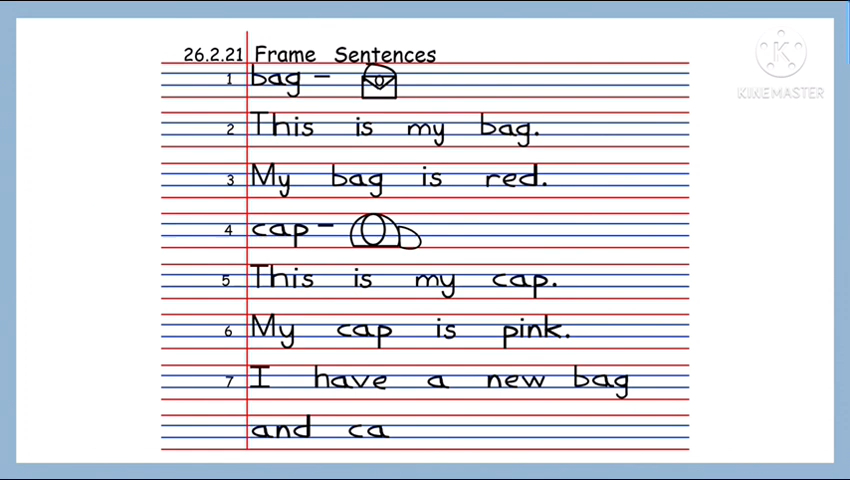 26.2.21 Frame Sentences
1 bag -
2 This is my bag.
3 My bag is red.
4 cap -
5 This is my cap.
6 My cap is pink.
7 I have a new bag
and ca
K
KINEMASTER